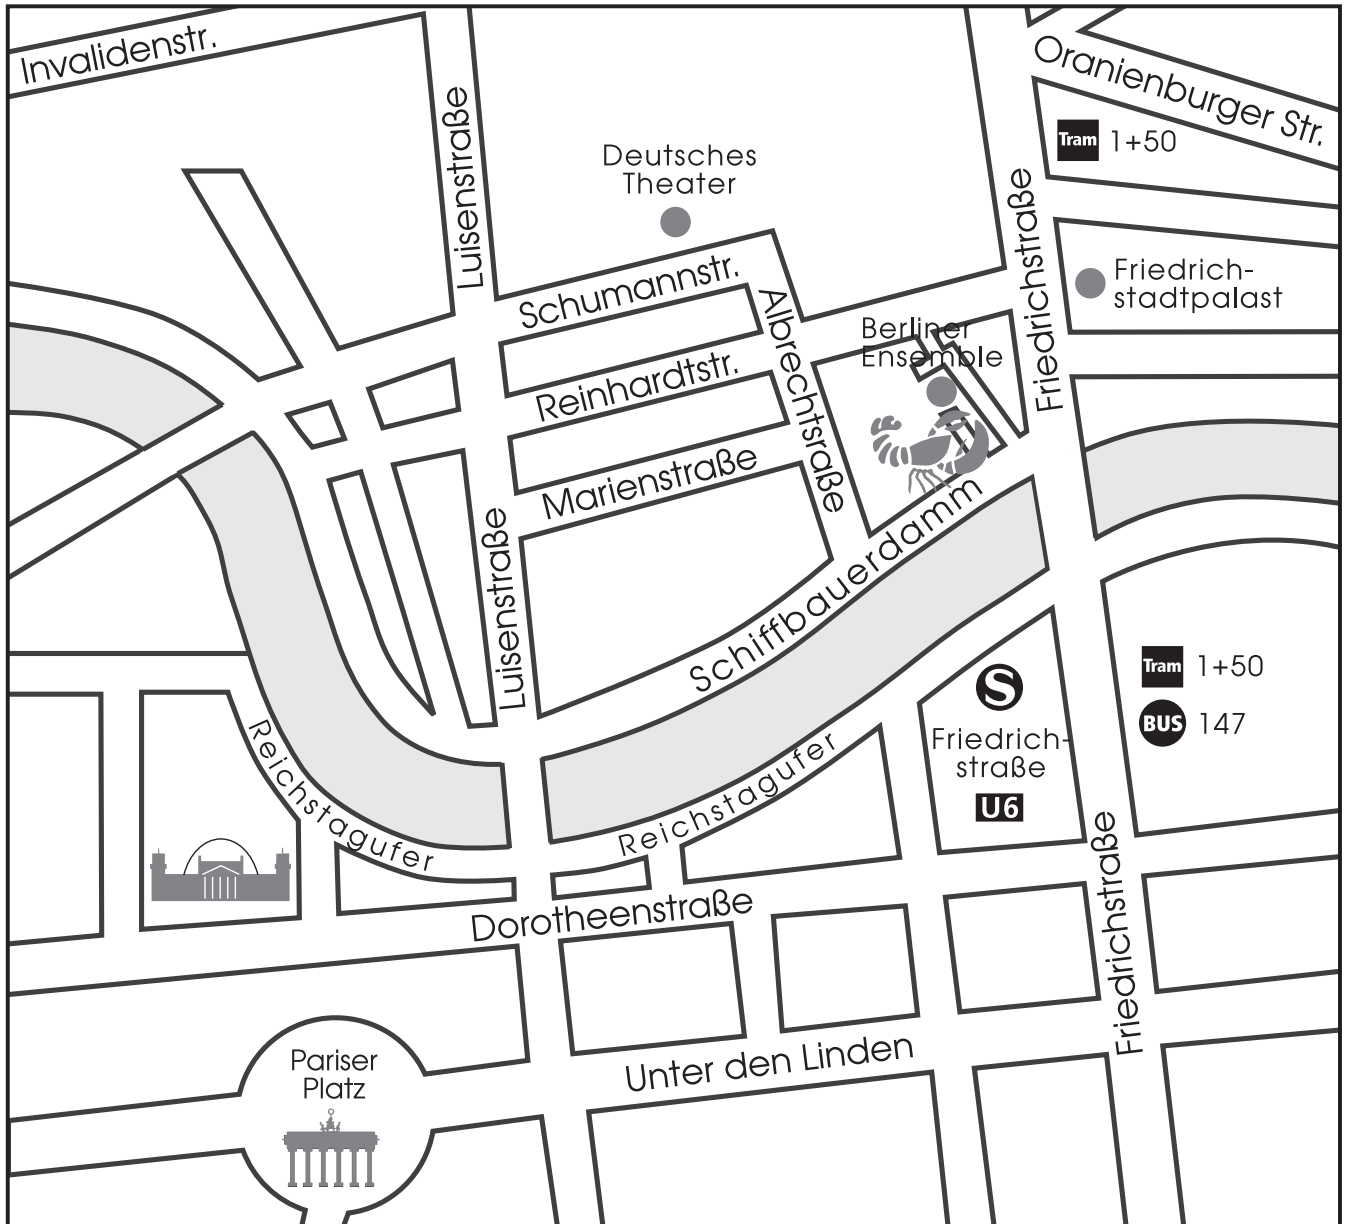 Invalidenstr.
Luisenstraße
Oranienburger Str.
Tram 1+50
Deutsches
Theater
Friedrichstraße
Schumannstr.
Friedrich-
stadtpalast
Albrechtsraße
Berliner
Ensemble
Reinhardtstr.
Marienstraße
Schiffbauerdamm
Luisenstraße
Tram 1+50
S
BUS 147
Friedrich-
straße
U6
Reichstagufer
Reichstagufer
Friedrichstraße
Dorotheenstraße
Unter den Linden
Pariser
Platz